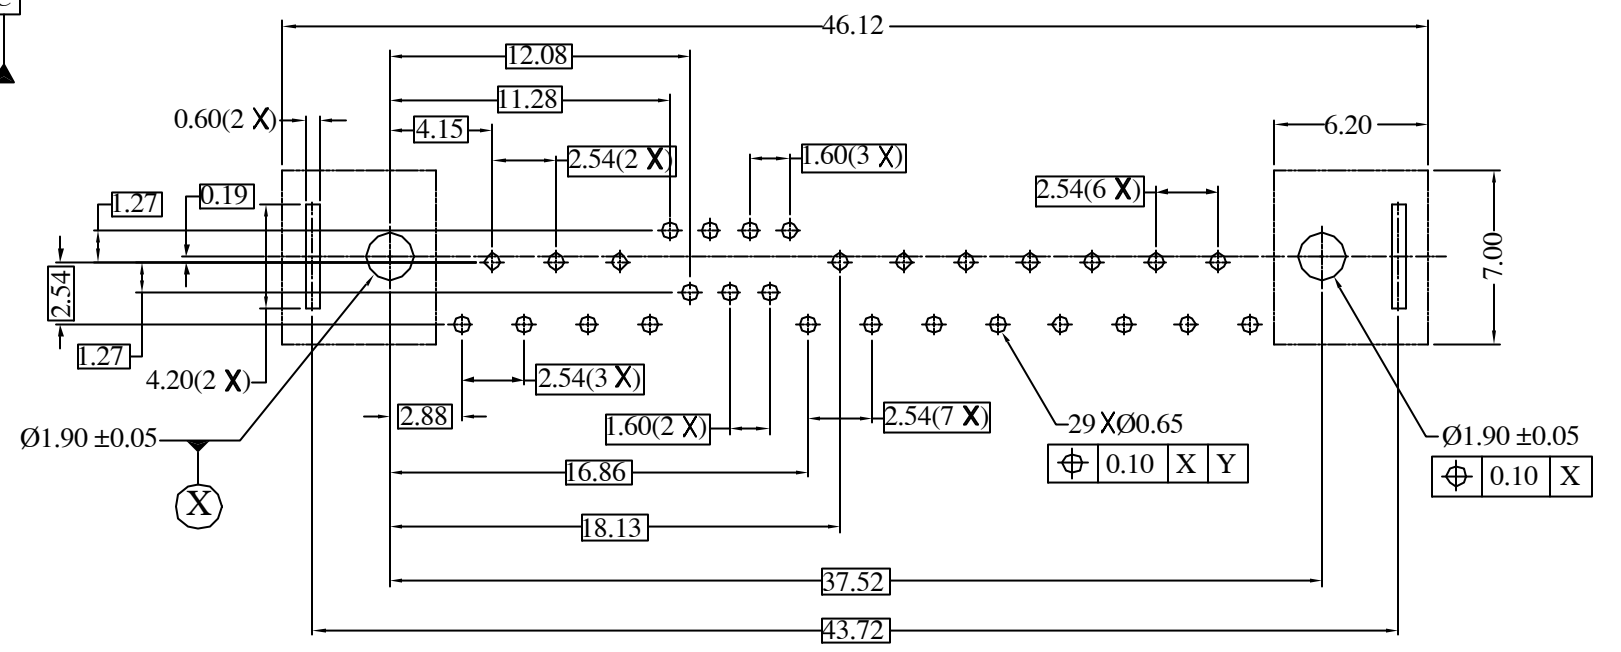 46.12
12.08
11.28
0.60(2 X)
4.15
6.20
2.54(2 X)
1.60(3 X)
2.54(6 X)
1.27
0.19
7.00
2.54
1.27
4.20(2 X)
2.54(3 X)
2.88
1.60(2 X)
2.54(7 X)
29 XØ0.65
Ø1.90 ±0.05
Ø1.90 ±0.05
0.10 X Y
16.86
0.10 X
X
18.13
37.52
43.72